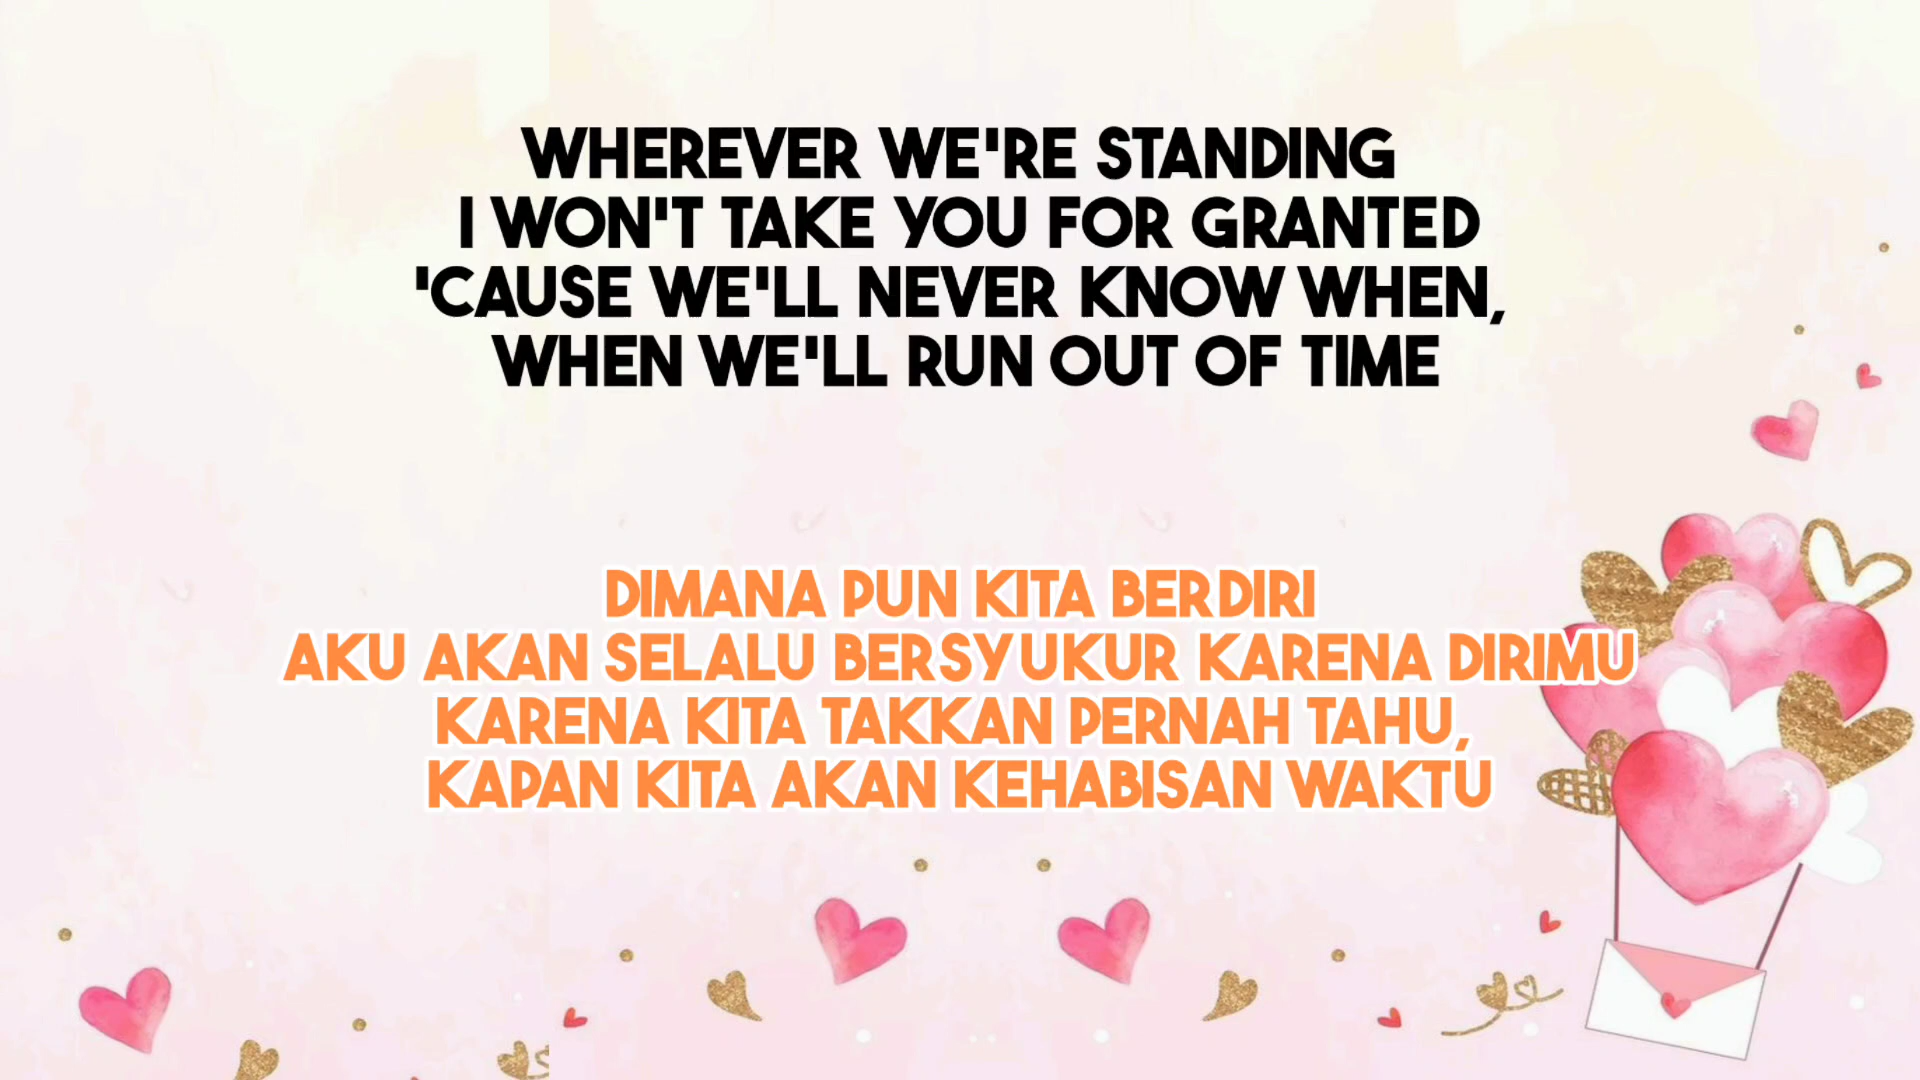 WHEREVER WE'RE STANDING
I WON'T TAKE YOU FOR GRANTED
'CAUSE WE'LL NEVER KNOW WHEN,
WHEN WE'LL RUN OUT OF TIME
DIMANA PUN KITA BERDIRI
AKU AKAN SELALU BERSYUKUR KARENA DIRIMU
KARENA KITA TAKKAN PERNAH TAHU,
KAPAN KITA AKAN KEHABISAN WAKTU